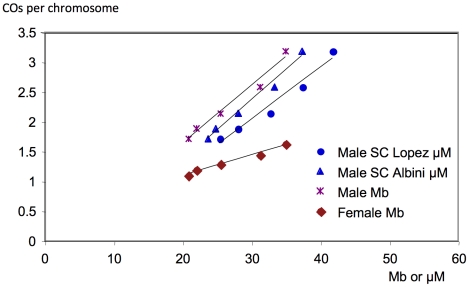 COs per chromosome
3.5
3
2.5
2
1.5
1
0.5
0
Male SC Lopez µM
Male SC Albini µM
Male Mb
Female Mb
0 10 20 30 40 50 60
Mb or µM